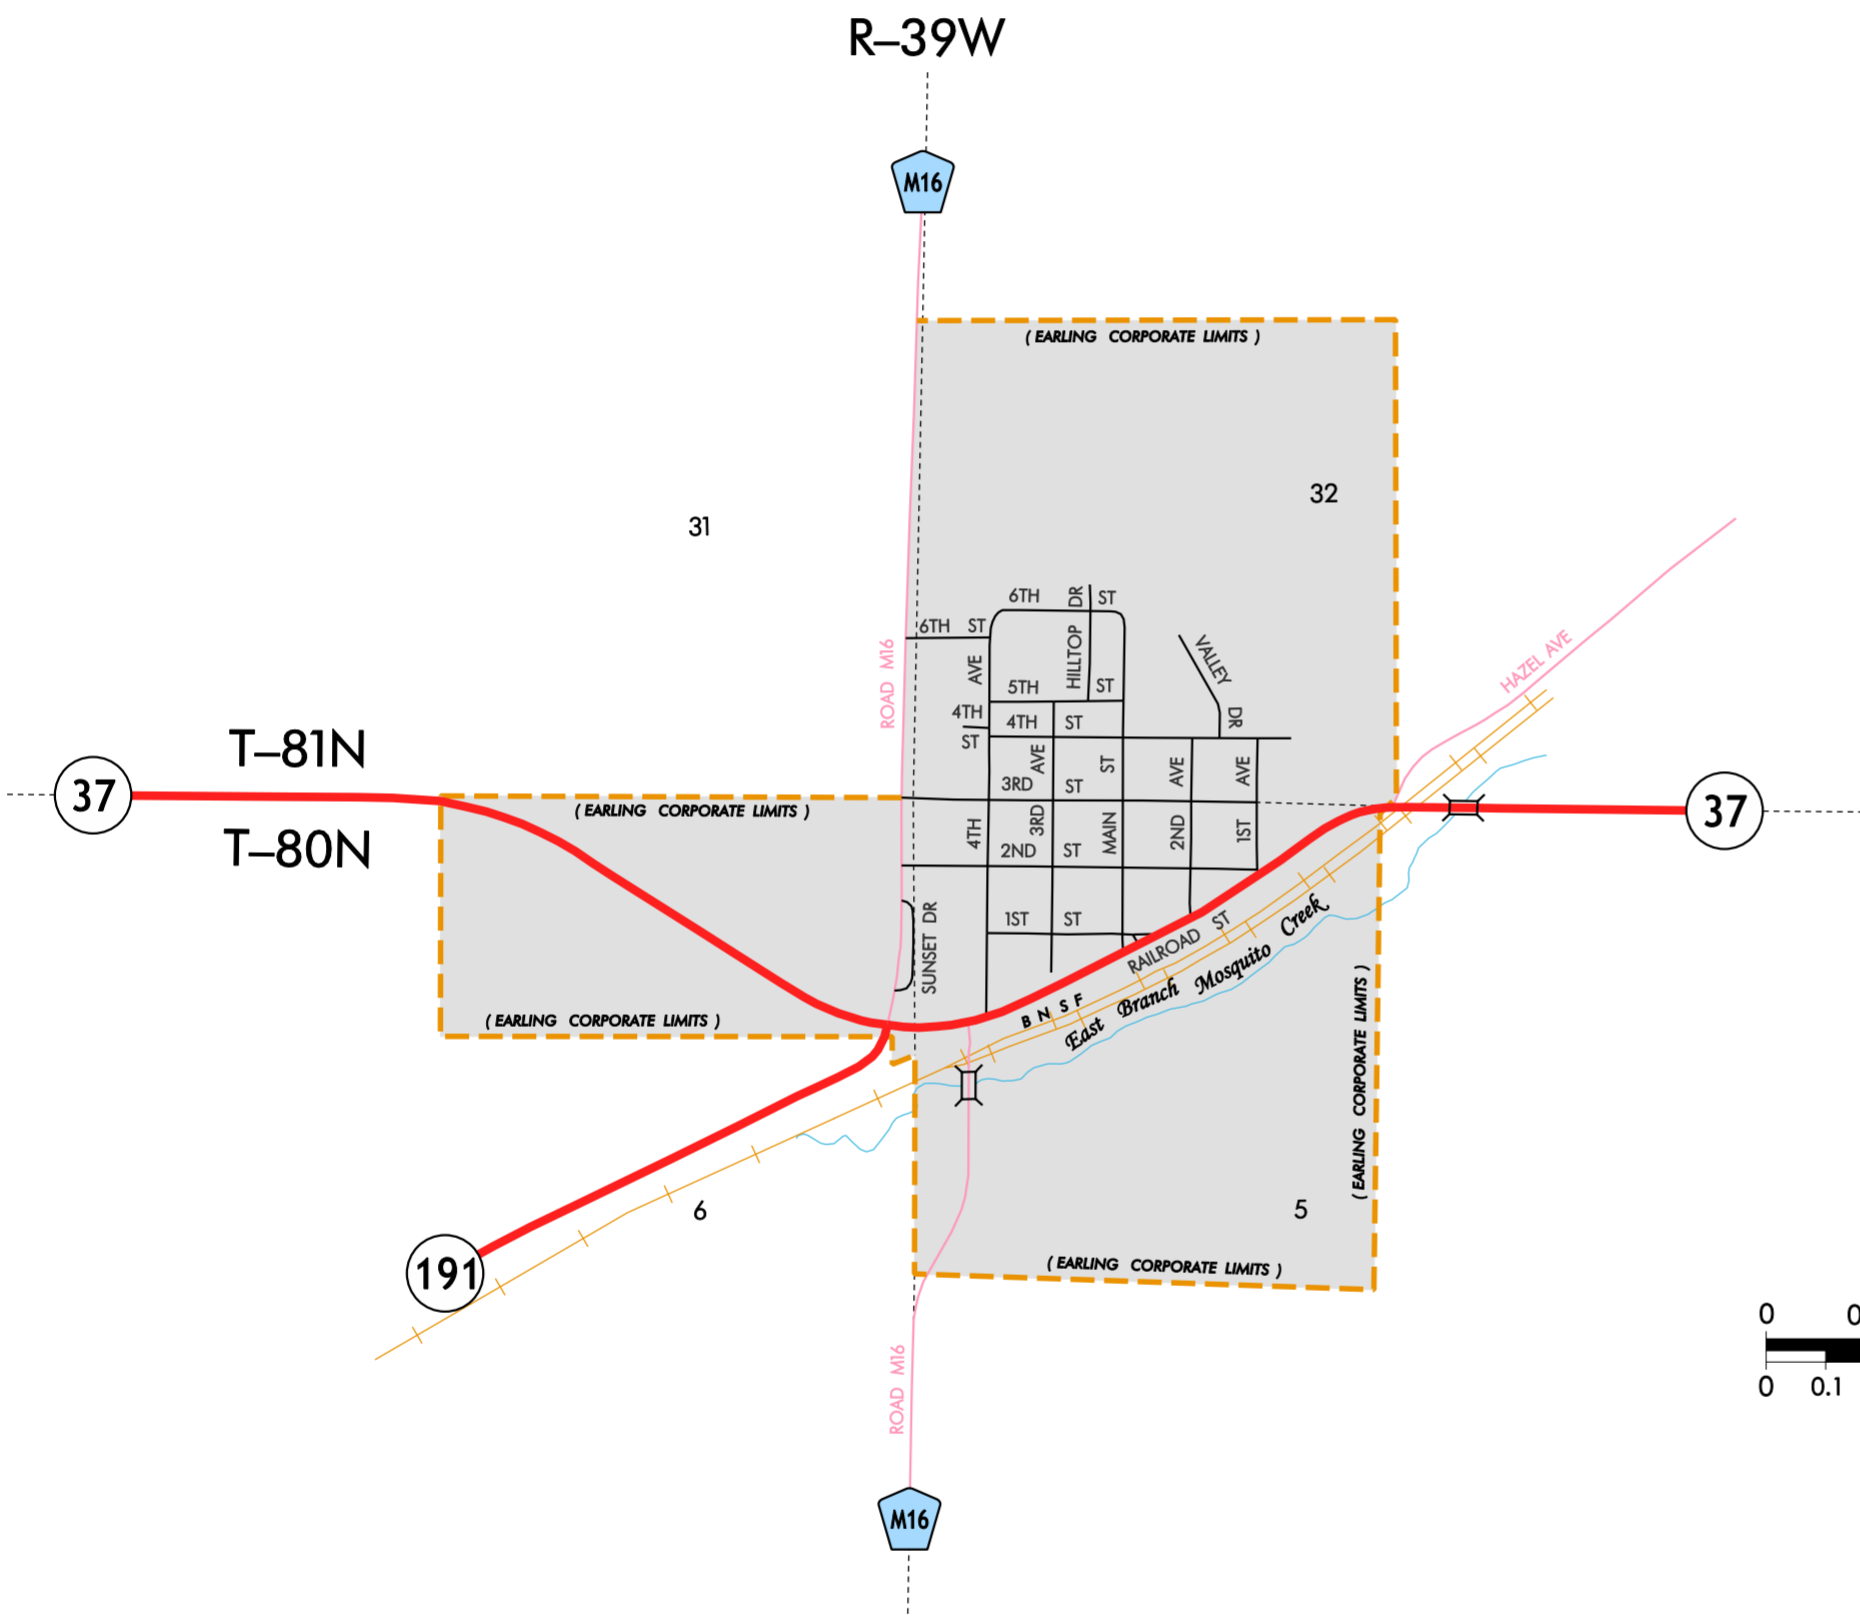 R–39W
M16
( EARLING CORPORATE LIMITS )
32
31
6TH ST
HILLTOP DR
6TH ST
ROAD M16
VALLEY DR
HAZEL AVE
5TH ST
4TH ST
4TH ST
4TH AVE
3RD AVE
MAIN ST
2ND AVE
1ST AVE
T–81N
37
3RD ST
( EARLING CORPORATE LIMITS )
37
T–80N
2ND ST
1ST ST
SUNSET DR
RAILROAD ST
B N S F
East Branch Mosquito Creek
( EARLING CORPORATE LIMITS )
( EARLING CORPORATE LIMITS )
6
5
191
( EARLING CORPORATE LIMITS )
ROAD M16
0 0
0 0.1
M16